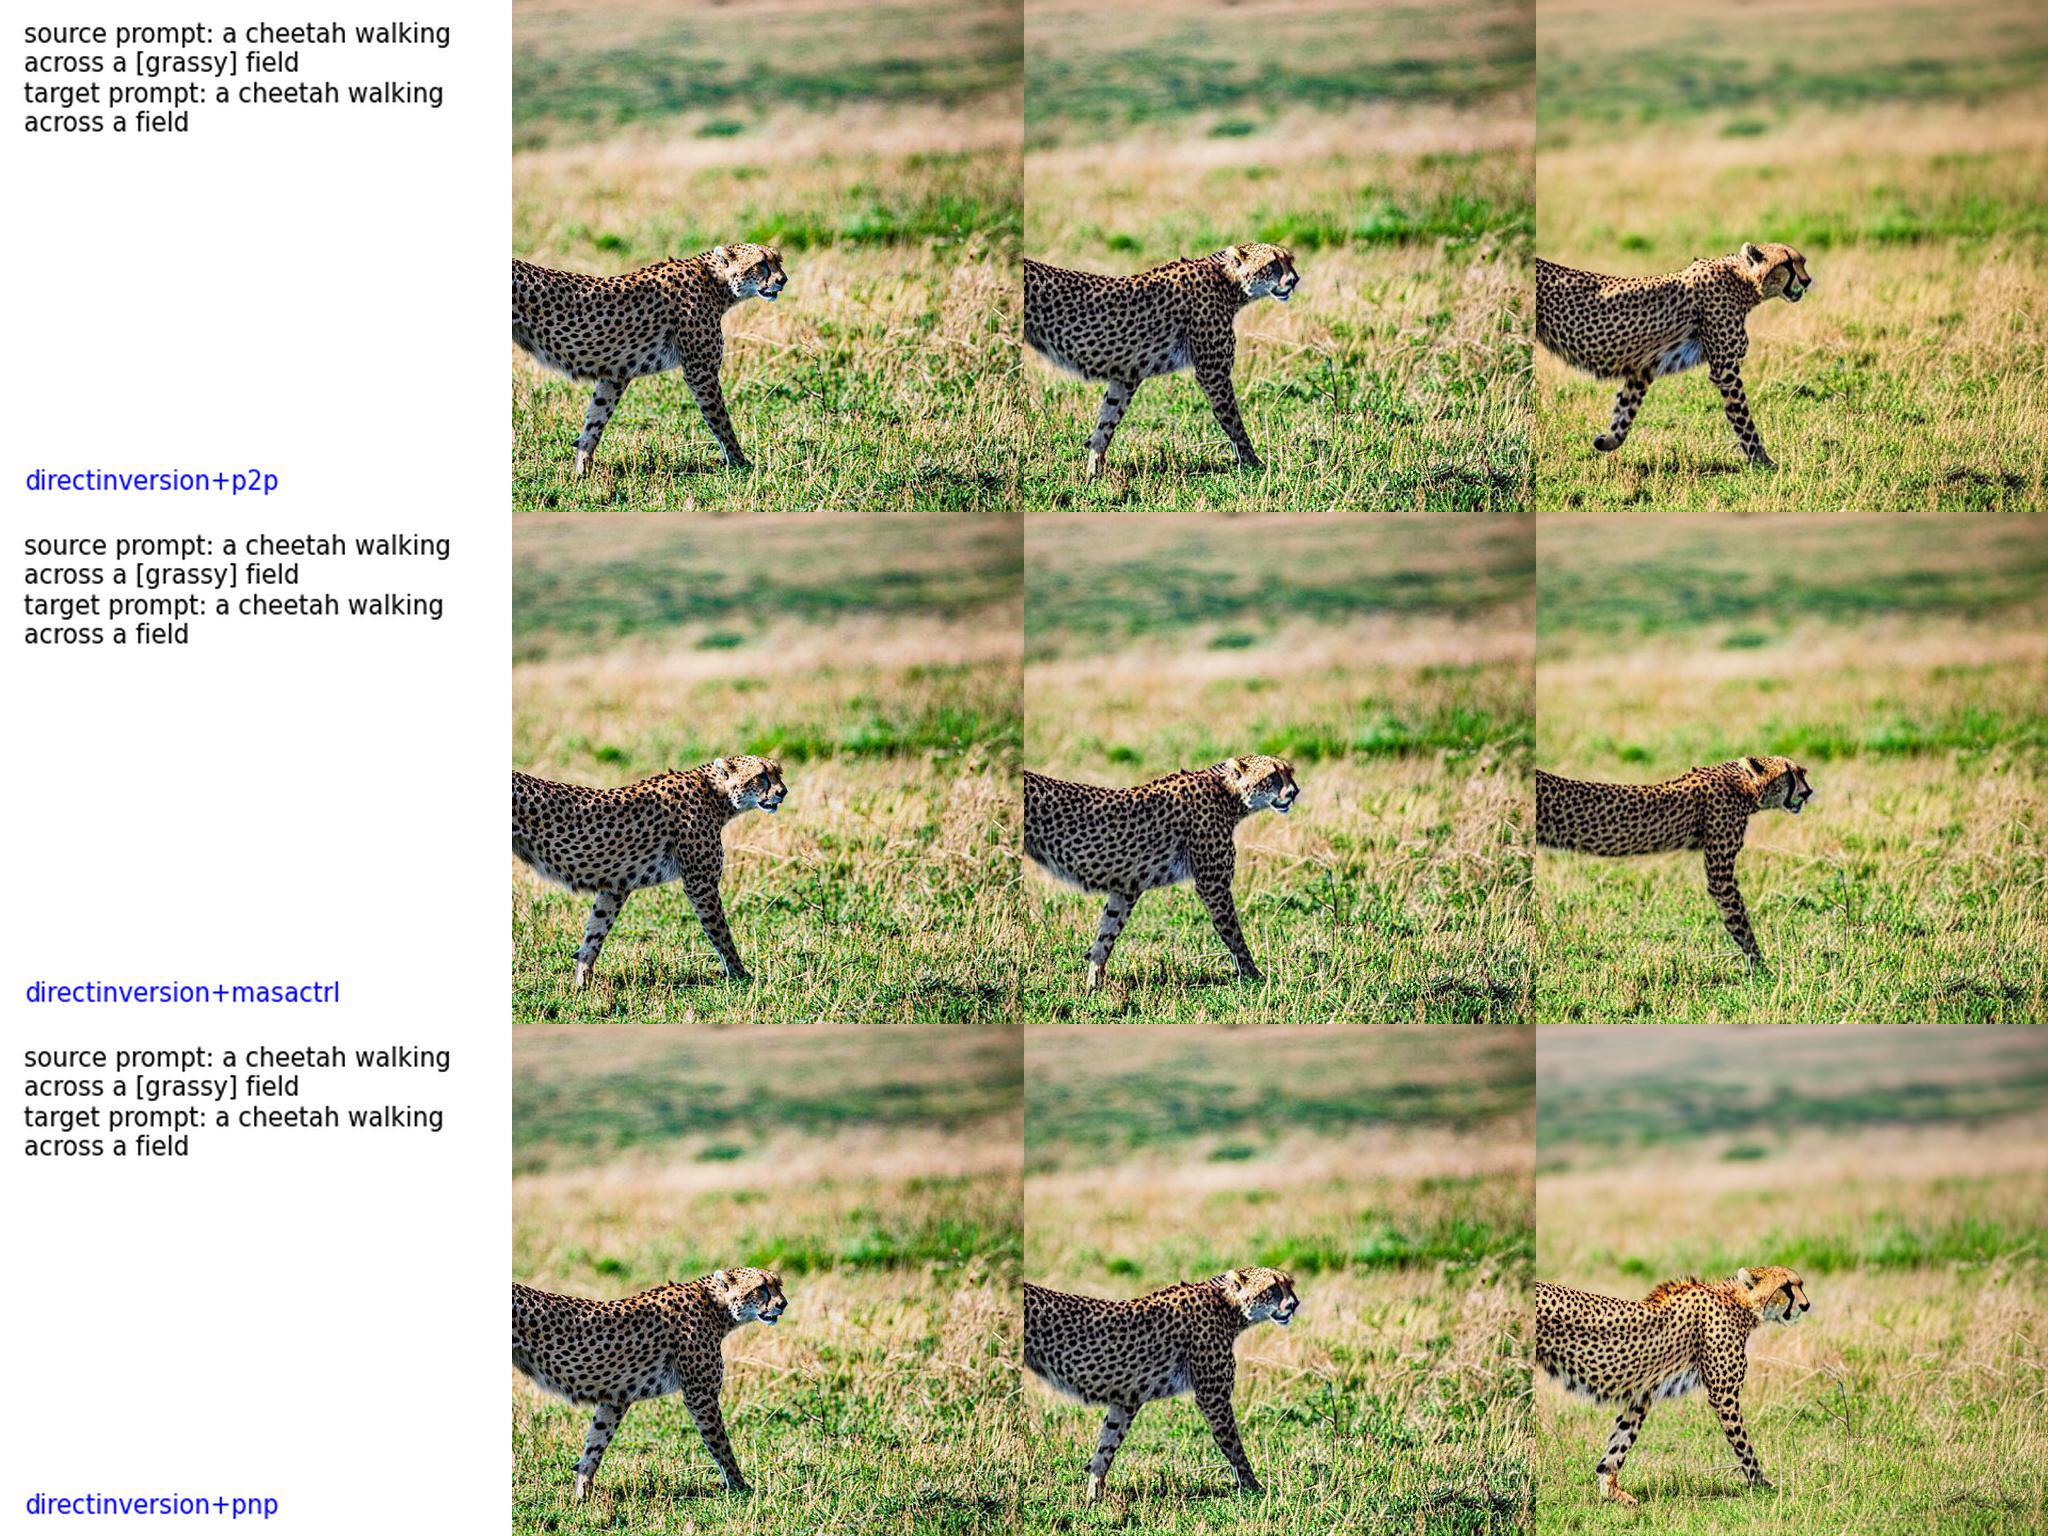 source prompt: a cheetah walking
across a [grassy] field
target prompt: a cheetah walking
across a field
directinversion+p2p
source prompt: a cheetah walking
across a [grassy] field
target prompt: a cheetah walking
across a field
directinversion+masactrl
source prompt: a cheetah walking
across a [grassy] field
target prompt: a cheetah walking
across a field
directinversion+pnp